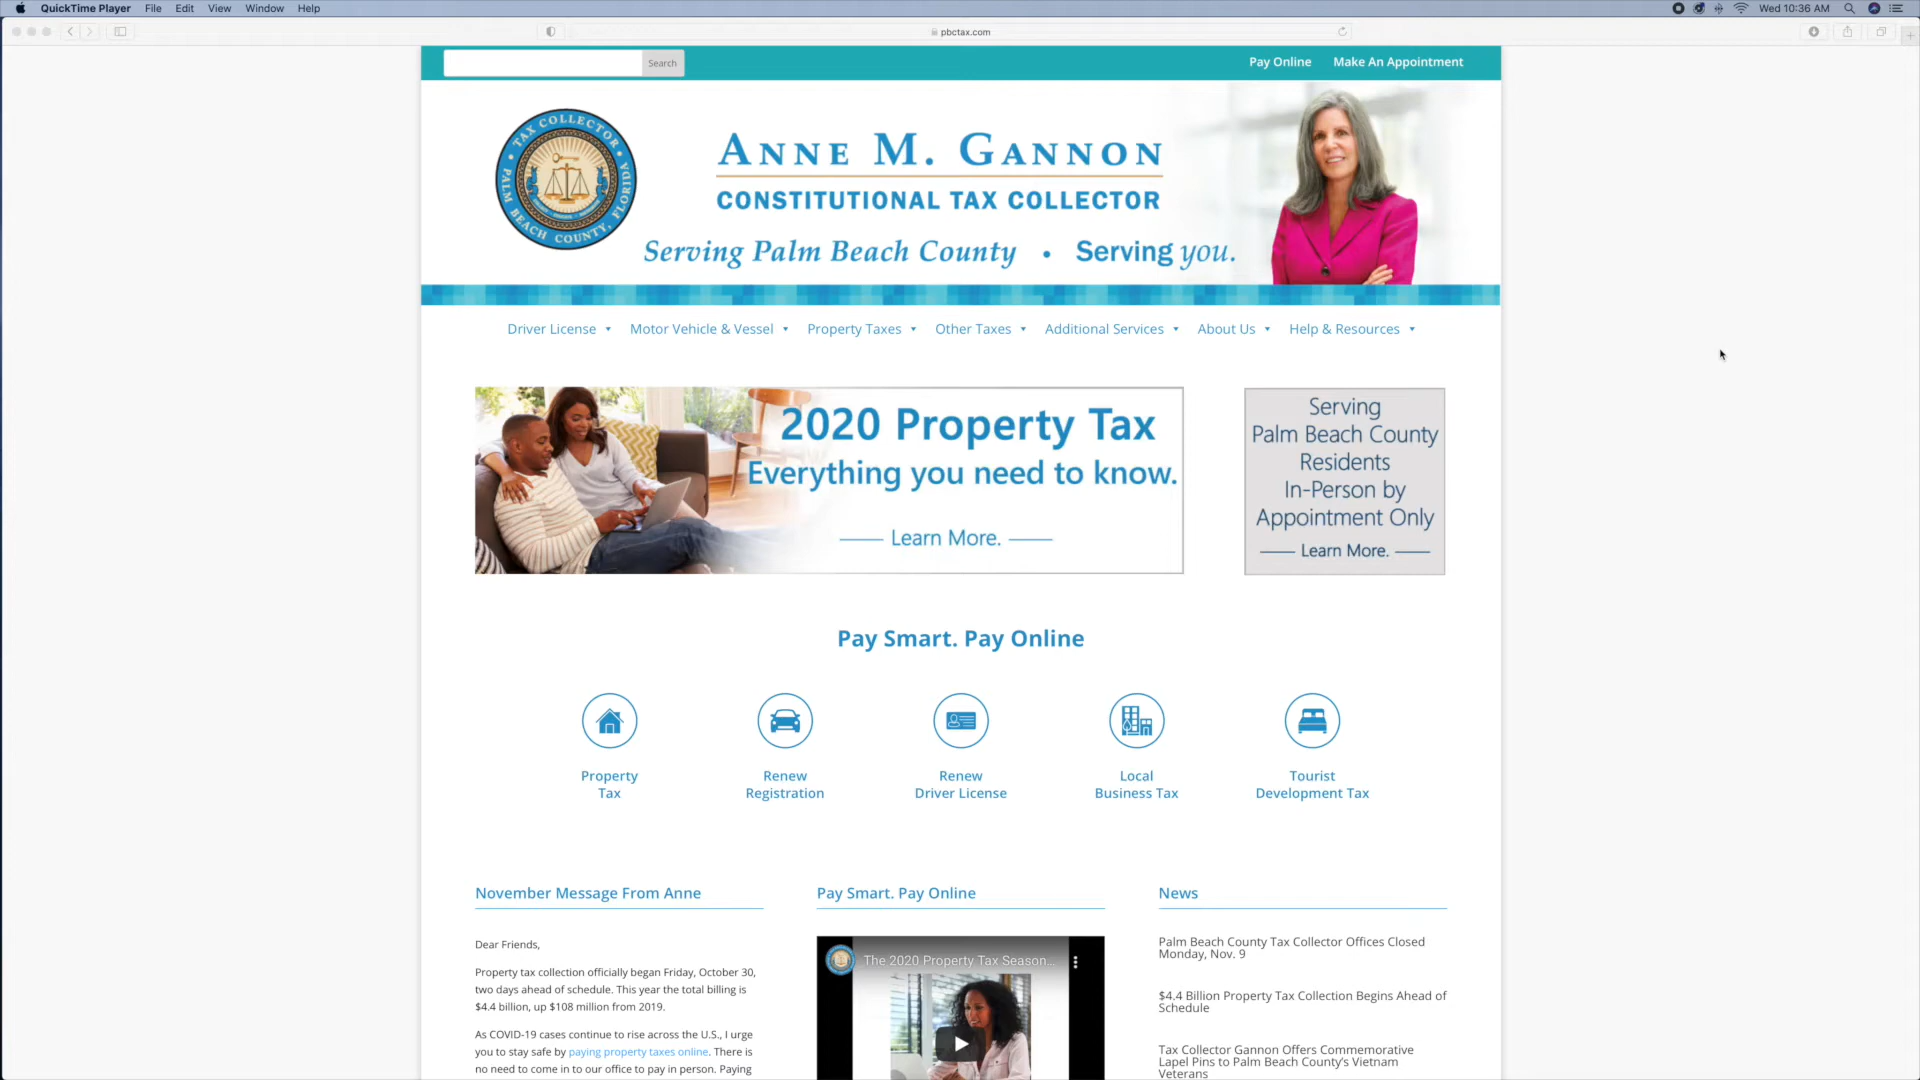 QuickTime Player File Edit View Window Help
Wed 10:36 AM
pbctax.com
Search
Pay Online Make An Appointment
TAX COLLECTOR
PALM BEACH COUNTY, FLORIDA
ANNE M. GANNON
CONSTITUTIONAL TAX COLLECTOR
Serving Palm Beach County • Serving you.
Driver License Motor Vehicle & Vessel Property Taxes Other Taxes Additional Services About Us Help & Resources
2020 Property Tax
Everything you need to know.
Learn More.
Serving
Palm Beach County
Residents
In-Person by
Appointment Only
Learn More.
Pay Smart. Pay Online
Property
Tax
Renew
Registration
Renew
Driver License
Local
Business Tax
Tourist
Development Tax
November Message From Anne
Dear Friends,
Property tax collection officially began Friday, October 30,
two days ahead of schedule. This year the total billing is
$4.4 billion, up $108 million from 2019.
As COVID-19 cases continue to rise across the U.S., I urge
you to stay safe by paying property taxes online. There is
no need to come in to our office to pay in person. Paying
Pay Smart. Pay Online
The 2020 Property Tax Season...
News
Palm Beach County Tax Collector Offices Closed
Monday, Nov. 9
$4.4 Billion Property Tax Collection Begins Ahead of
Schedule
Tax Collector Gannon Offers Commemorative
Lapel Pins to Palm Beach County's Vietnam
Veterans